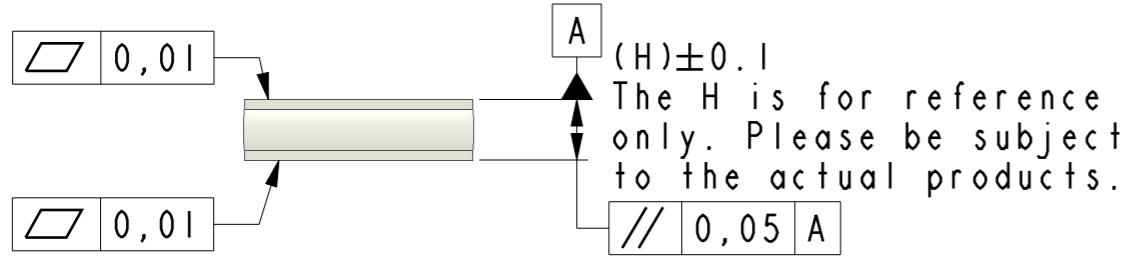 0,01
A
(H)±0.1
The H is for reference
only. Please be subject
to the actual products.
0,01
// 0,05 A